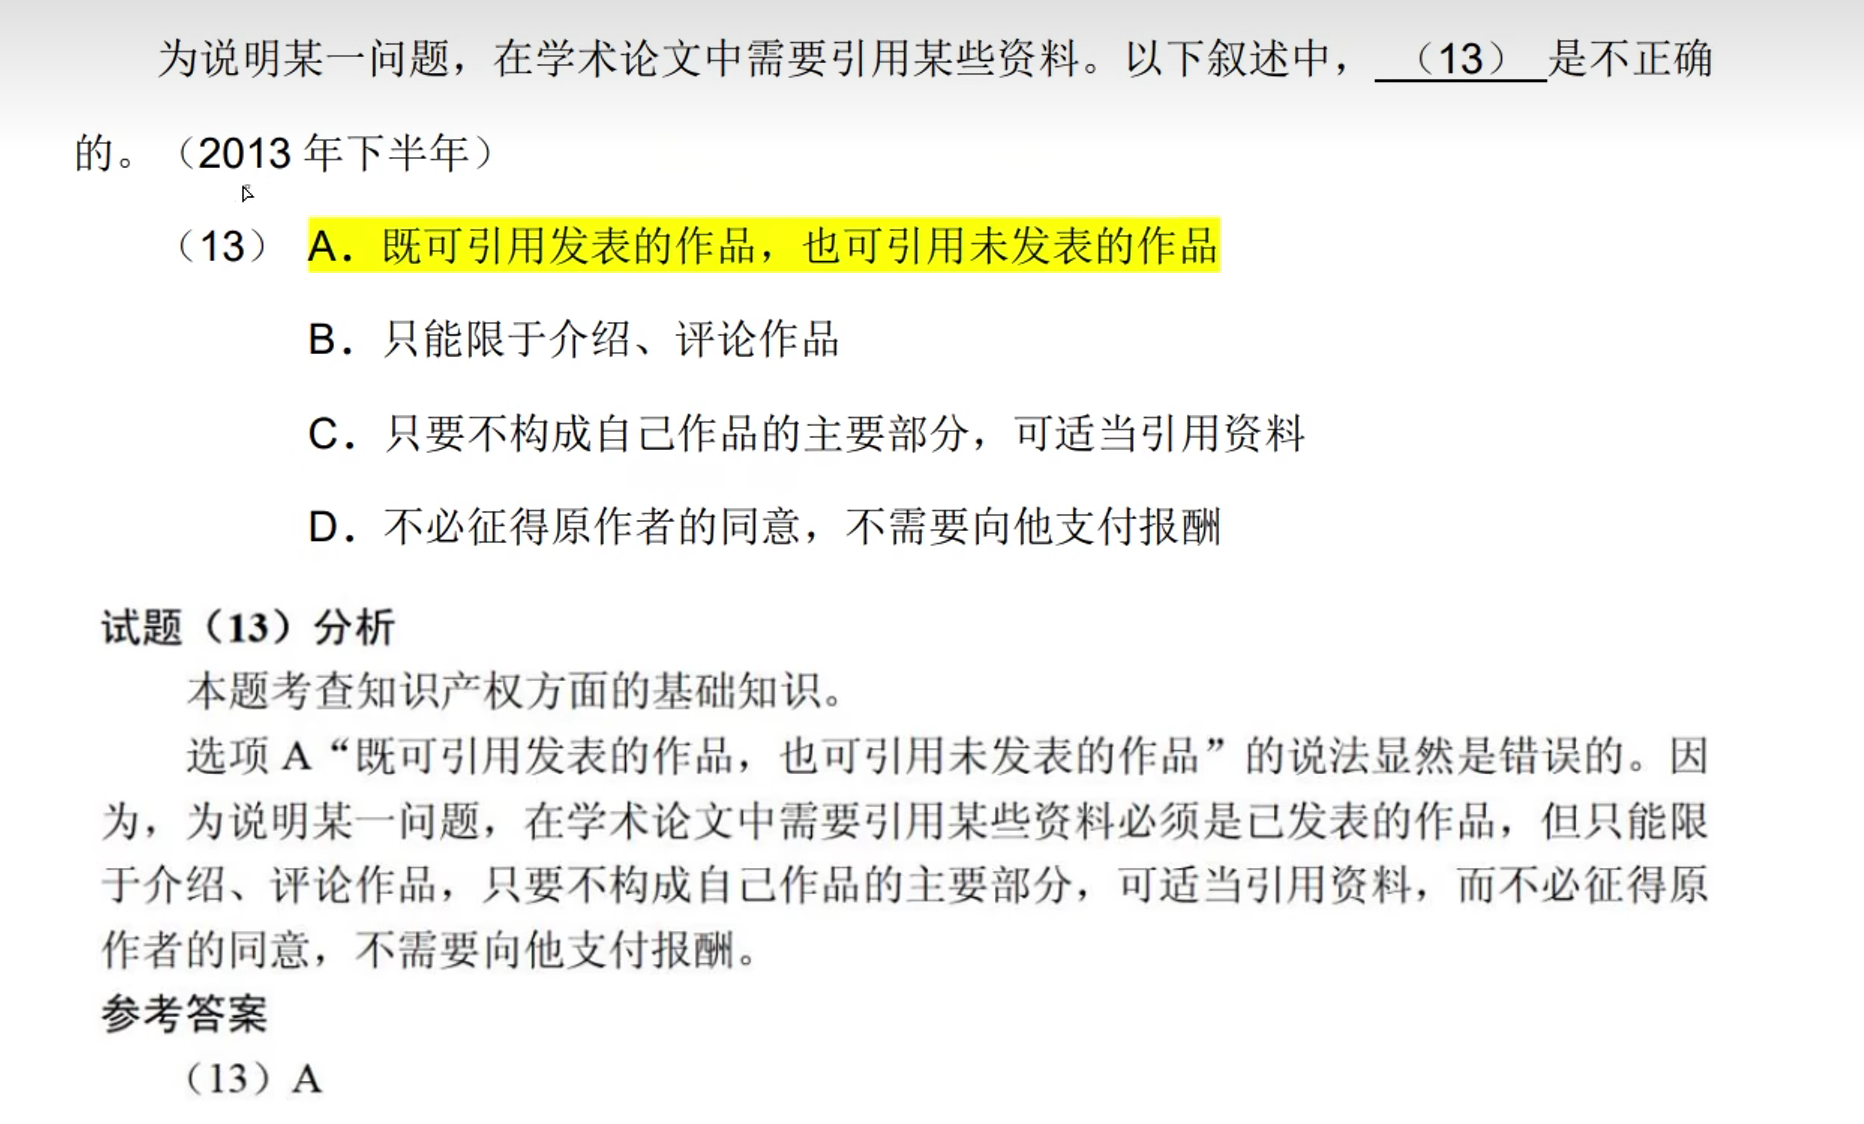 为说明某一问题，在学术论文中需要引用某些资料。以下叙述中，（13）是不正确
的。（2013 年下半年）
（13） A．既可引用发表的作品，也可引用未发表的作品
B．只能限于介绍、评论作品
C．只要不构成自己作品的主要部分，可适当引用资料
D．不必征得原作者的同意，不需要向他支付报酬
试题（13）分析
本题考查知识产权方面的基础知识。
选项 A“既可引用发表的作品，也可引用未发表的作品”的说法显然是错误的。因
为，为说明某一问题，在学术论文中需要引用某些资料必须是已发表的作品，但只能限
于介绍、评论作品，只要不构成自己作品的主要部分，可适当引用资料，而不必征得原
作者的同意，不需要向他支付报酬。
参考答案
（13）A